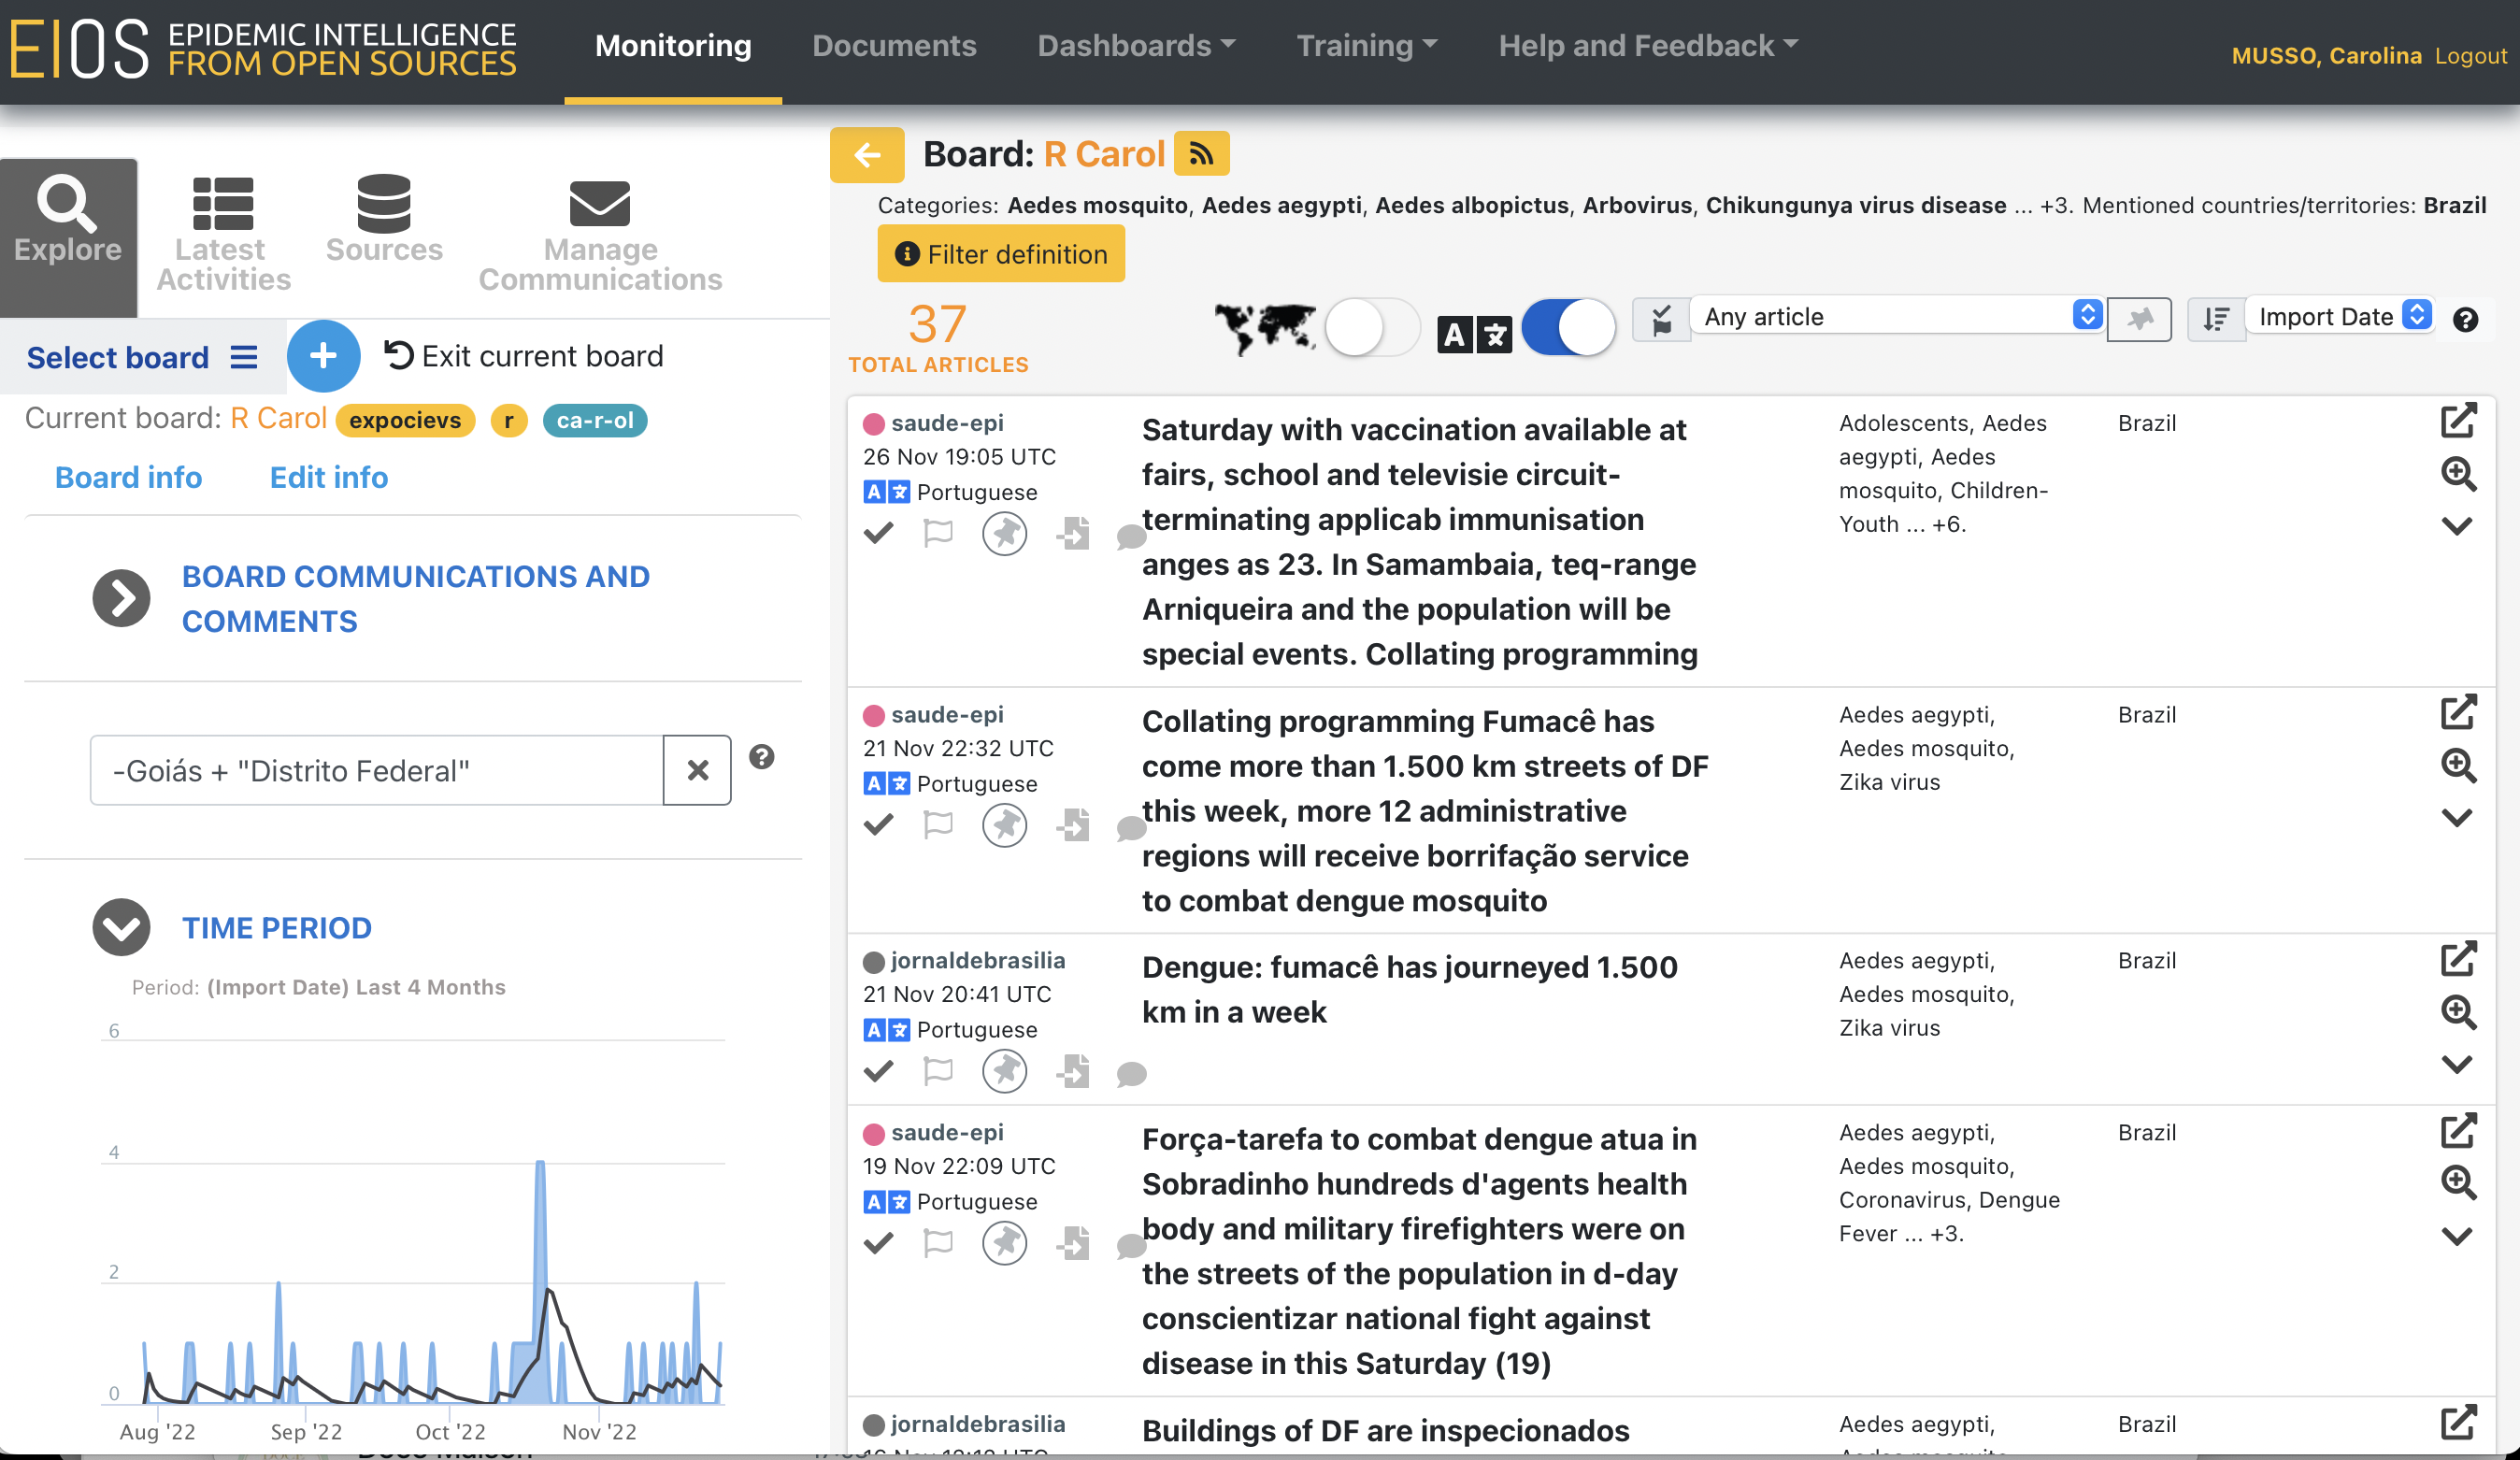 EIOS EPIDEMIC INTELLIGENCE
FROM OPEN SOURCES
Monitoring
Documents
Dashboards
Training
Help and Feedback
MUSSO, Carolina Logout
Explore
Latest
Activities
Sources
Manage
Communications
Select board
Exit current board
Current board: R Carol expocievs r ca-r-ol
Board info
Edit info
BOARD COMMUNICATIONS AND
COMMENTS
-Goiás + "Distrito Federal"
TIME PERIOD
Period: (Import Date) Last 4 Months
6
4
2
0
Aug '22
Sep '22
Oct '22
Nov '22
Board: R Carol
Categories: Aedes mosquito, Aedes aegypti, Aedes albopictus, Arbovirus, Chikungunya virus disease ... +3. Mentioned countries/territories: Brazil
Filter definition
37
TOTAL ARTICLES
Any article
Import Date
saude-epi
26 Nov 19:05 UTC
Portuguese
Saturday with vaccination available at
fairs, school and televisie circuit-
terminating applicab immunisation
anges as 23. In Samambaia, teq-range
Arniqueira and the population will be
special events. Collating programming
Adolescents, Aedes
aegypti, Aedes
mosquito, Children-
Youth ... +6.
Brazil
saude-epi
21 Nov 22:32 UTC
Portuguese
Collating programming Fumacê has
come more than 1.500 km streets of DF
this week, more 12 administrative
regions will receive borrifação service
to combat dengue mosquito
Aedes aegypti,
Aedes mosquito,
Zika virus
Brazil
jornaldebrasilia
21 Nov 20:41 UTC
Portuguese
Dengue: fumacê has journeyed 1.500
km in a week
Aedes aegypti,
Aedes mosquito,
Zika virus
Brazil
saude-epi
19 Nov 22:09 UTC
Portuguese
Força-tarefa to combat dengue atua in
Sobradinho hundreds d'agents health
body and military firefighters were on
the streets of the population in d-day
conscientizar national fight against
disease in this Saturday (19)
Aedes aegypti,
Aedes mosquito,
Coronavirus, Dengue
Fever ... +3.
Brazil
jornaldebrasilia
Buildings of DF are inspecionados
Aedes aegypti,
Brazil